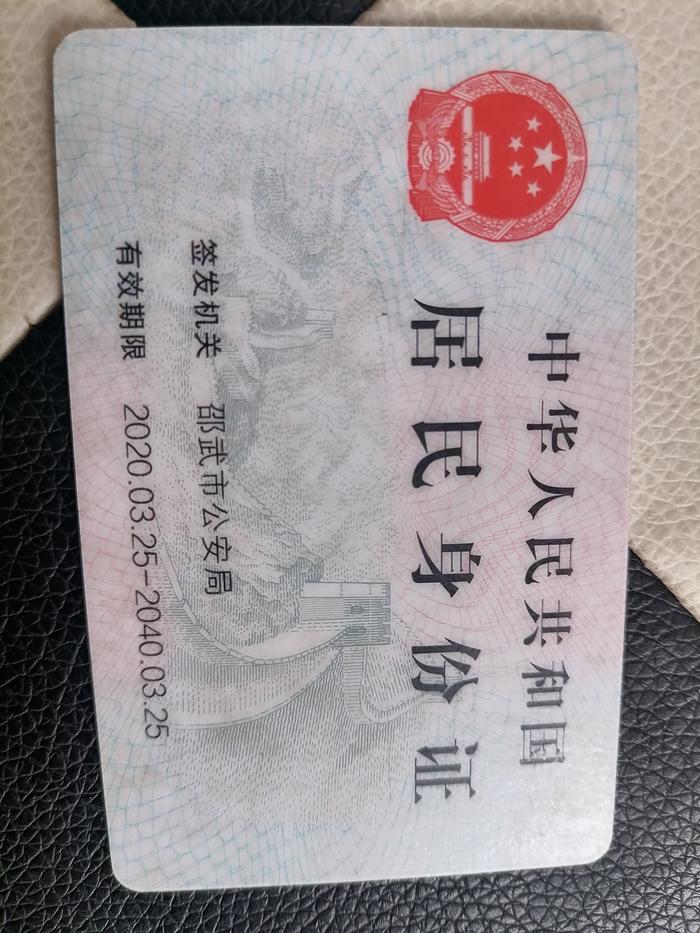 中华人民共和国
居民身份证
签发机关 邵武市公安局
有效期限 2020.03.25-2040.03.25